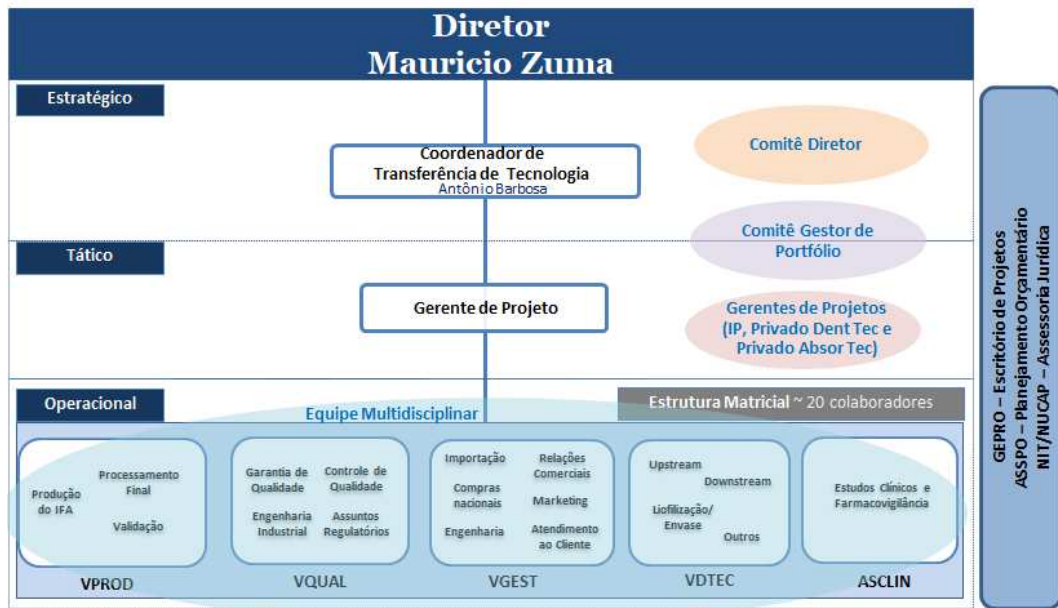 Diretor
Mauricio Zuma
Estratégico
Coordenador de
Transferência de Tecnologia
Antônio Barbosa
Comitê Diretor
Comitê Gestor de
Portfólio
Tático
Gerente de Projeto
Gerentes de Projetos
(IP, Privado Dent Tec e
Privado Absor Tec)
Operacional
Equipe Multidisciplinar
Estrutura Matricial ~ 20 colaboradores
Processamento
Final
Produção
do IFA
Validação
VPROD
Garantia de
Qualidade
Controle de
Qualidade
Engenharia
Industrial
Assuntos
Regulatórios
VQUAL
Importação
Relações
Comerciais
Compras
nacionais
Marketing
Engenharia
Atendimento
ao Cliente
VGEST
Upstream
Downstream
Liofilização/
Envase
Outros
VDTEC
Estudos Clínicos e
Farmacovigilância
ASCLIN
GEPRO – Escritório de Projetos
ASSPO – Planejamento Orçamentário
NIT/NUCAP – Assessoria Jurídica